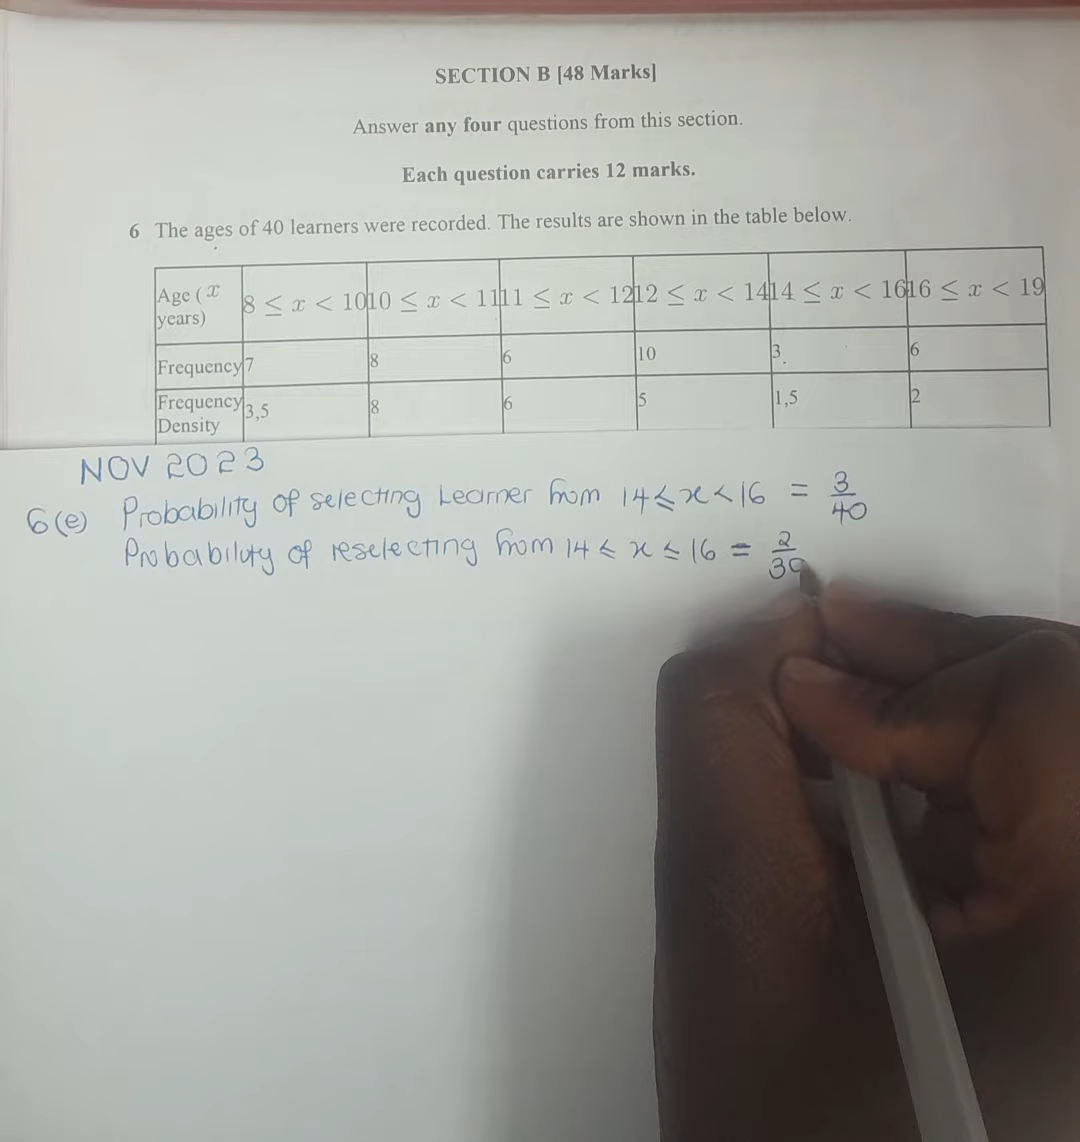 SECTION B [48 Marks]
Answer any four questions from this section.
Each question carries 12 marks.
6 The ages of 40 learners were recorded. The results are shown in the table below.
Age (x years) 8 ≤ x < 10 10 ≤ x < 11 11 ≤ x < 12 12 ≤ x < 14 14 ≤ x < 16 16 ≤ x < 19
Frequency 7 8 6 10 3 6
Frequency Density 3,5 8 6 5 1,5 2
NOV 2023
6(e) Probability of selecting Learner from 14 ≤ x < 16 = 3/40
Probability of reselecting from 14 ≤ x ≤ 16 = 2/39